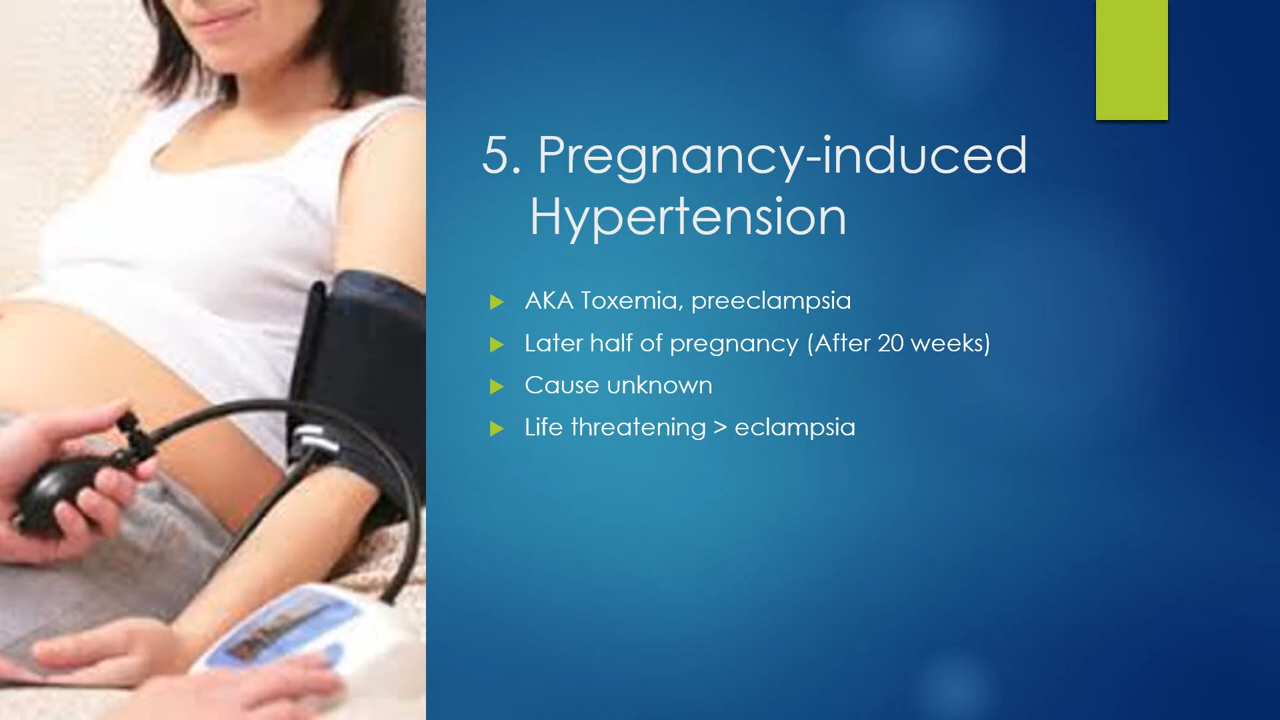 5. Pregnancy-induced
Hypertension
AKA Toxemia, preeclampsia
Later half of pregnancy (After 20 weeks)
Cause unknown
Life threatening > eclampsia